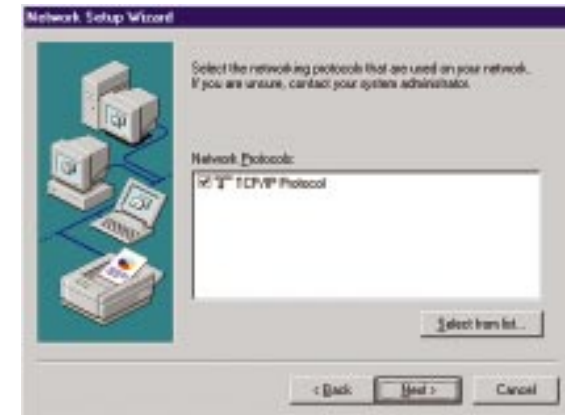 Network Setup Wizard
Select the networking protocols that are used on your network.
If you are unsure, contact your system administrator.
Network Protocols:
TCP/IP Protocol
Select from list...
< Back
Next >
Cancel